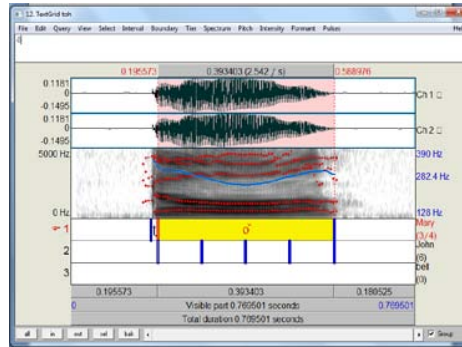 12. TextGrid toh
File Edit Query View Select Interval Boundary Tier Spectrum Pitch Intensity Formant Pulses Hel
0.195573 0.393403 (2.542 / s) 0.588976
0.1181
0
-0.1495
Ch 1
0.1181
0
-0.1495
Ch 2
5000 Hz 390 Hz
282.4 Hz
0 Hz 128 Hz
1 Mary
(3/4)
2 John
(6)
3 bell
(0)
0.195573 0.393403 0.180525
0 Visible part 0.769501 seconds 0.769501
Total duration 0.769501 seconds
all in out sel bak Group